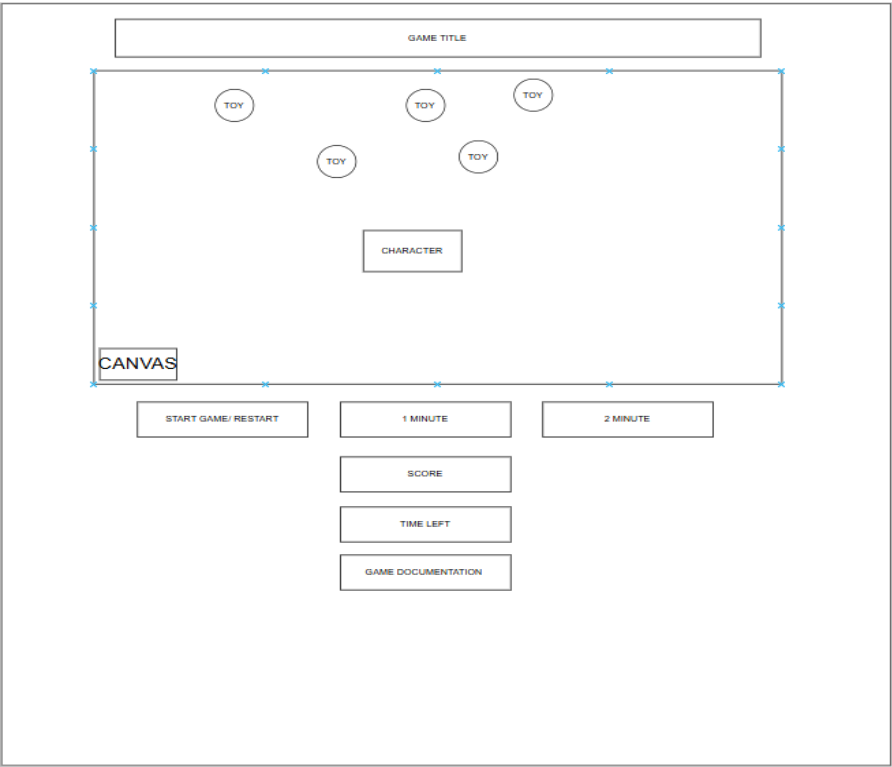 GAME TITLE
TOY
TOY
TOY
TOY
TOY
CHARACTER
CANVAS
START GAME/ RESTART
1 MINUTE
2 MINUTE
SCORE
TIME LEFT
GAME DOCUMENTATION